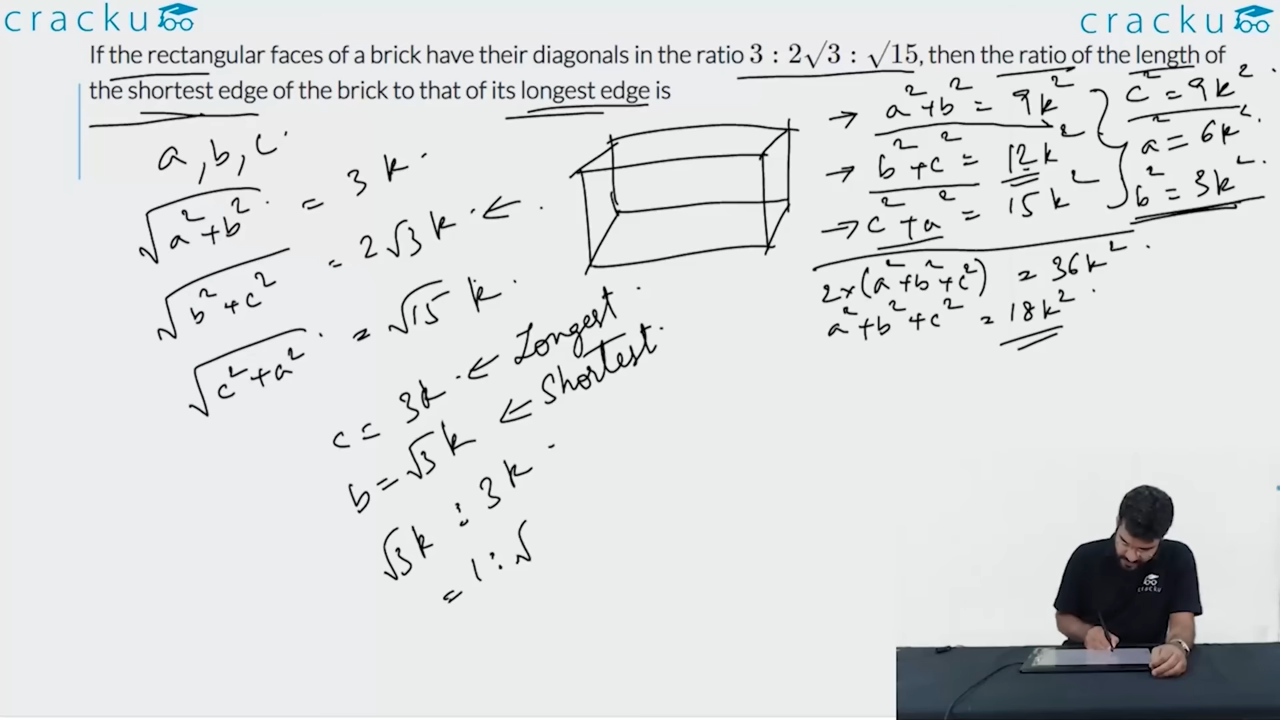 cracku
cracku
If the rectangular faces of a brick have their diagonals in the ratio 3 : 2√3 : √15, then the ratio of the length of
the shortest edge of the brick to that of its longest edge is
a, b, c
√(a²+b²) = 3k
√(b²+c²) = 2√3k ←
√(c²+a²) = √15 k
c = 3k ← Longest
b = √3k ← Shortest
√3k : 3k
= 1 : √
→ a²+b² = 9k²
→ b²+c² = 12k²
→ c²+a² = 15k²
2×(a²+b²+c²) = 36k²
a²+b²+c² = 18k²
c² = 9k²
a² = 6k²
b² = 3k²
cracku